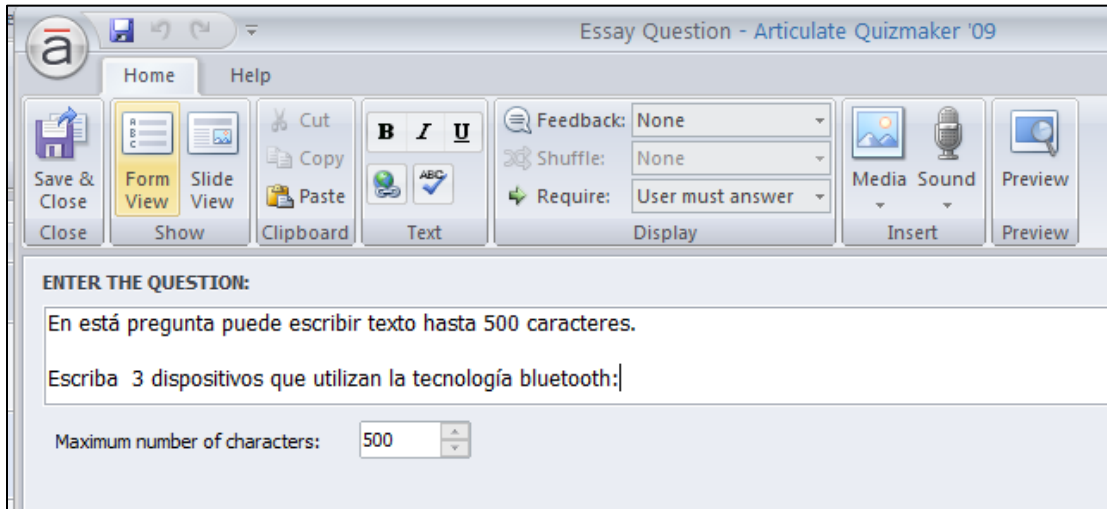 Essay Question - Articulate Quizmaker '09
Home Help
Save & Close
Form View
Slide View
Cut
Copy
Paste
B I U
ABC
Feedback: None
Shuffle: None
Require: User must answer
Media Sound
Preview
Close Show Clipboard Text Display Insert Preview
ENTER THE QUESTION:
En está pregunta puede escribir texto hasta 500 caracteres.
Escriba  3 dispositivos que utilizan la tecnología bluetooth:
Maximum number of characters: 500